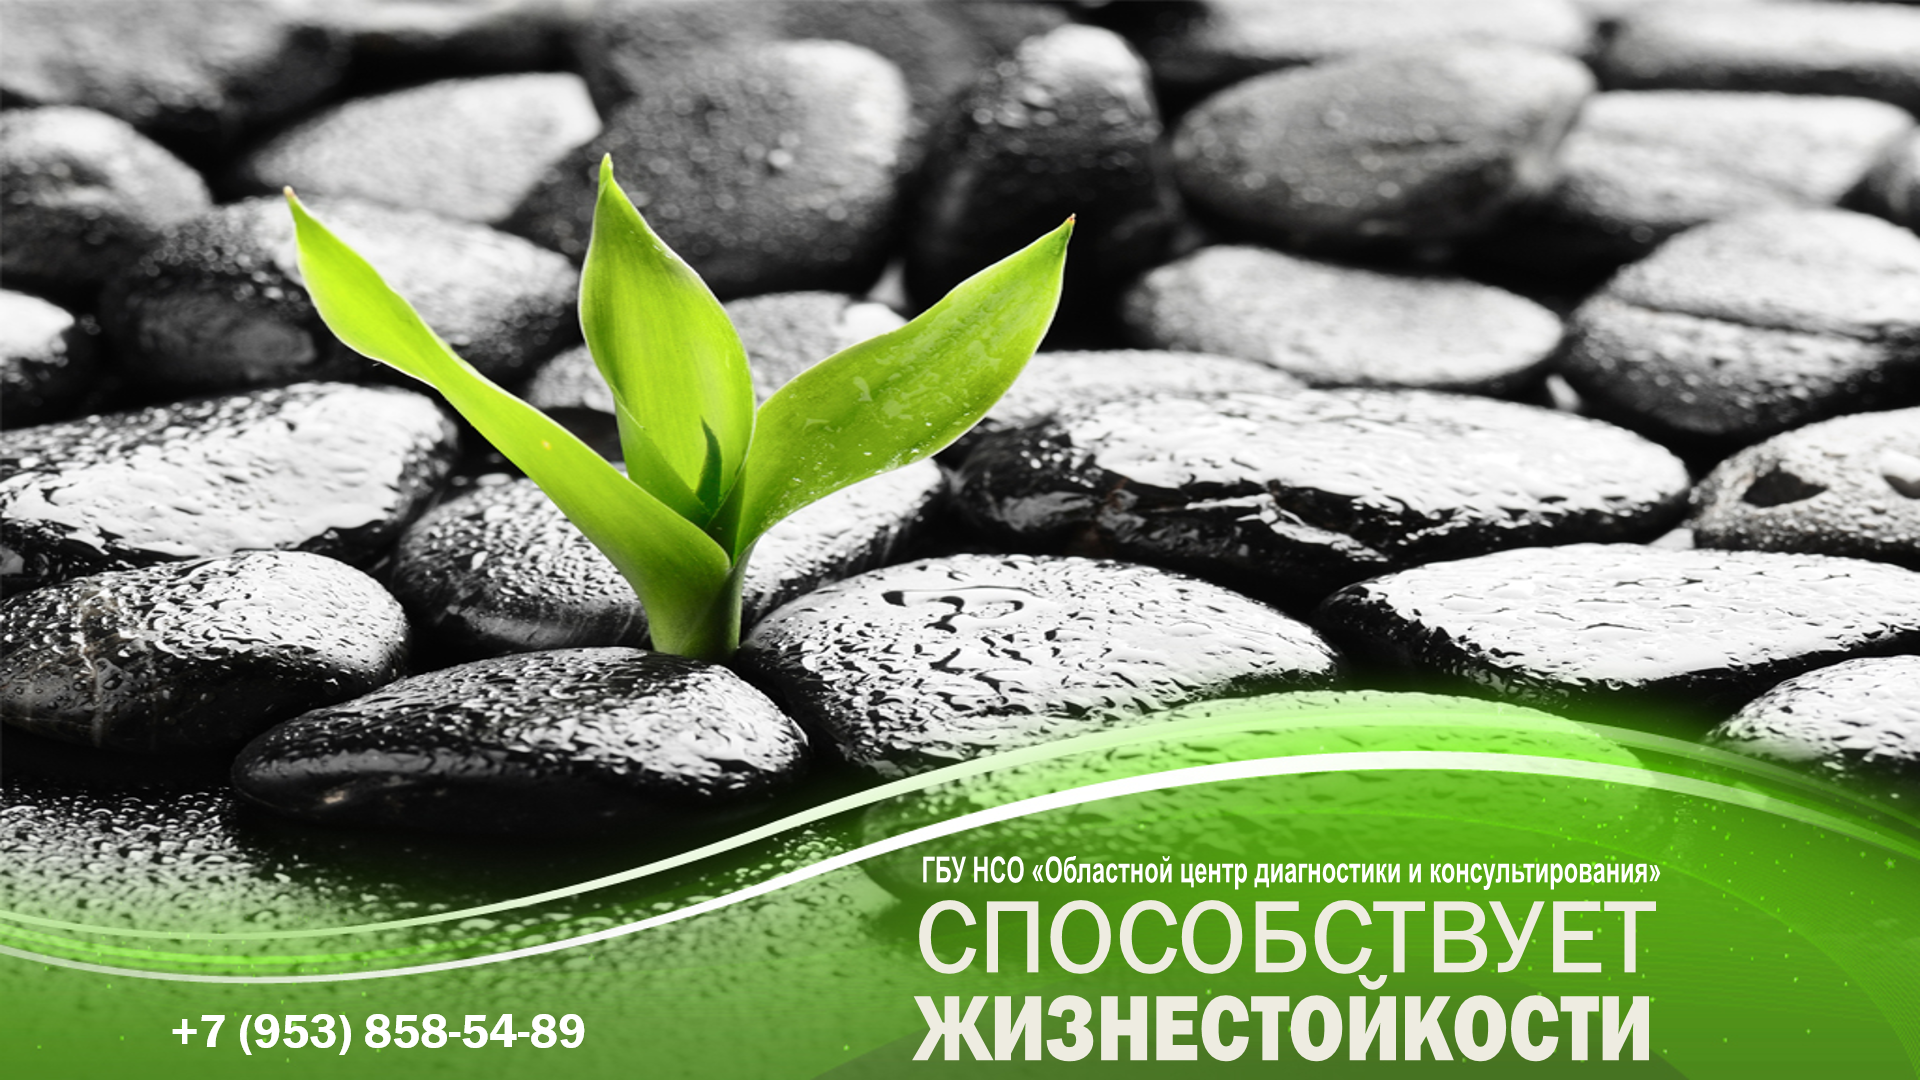 ГБУ НСО «Областной центр диагностики и консультирования»
СПОСОБСТВУЕТ
ЖИЗНЕСТОЙКОСТИ
+7 (953) 858-54-89